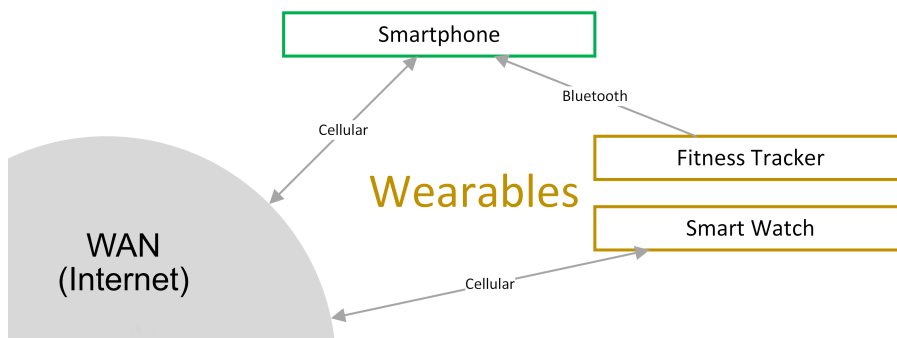 Smartphone
Bluetooth
Cellular
Fitness Tracker
Wearables
Smart Watch
WAN
(Internet)
Cellular